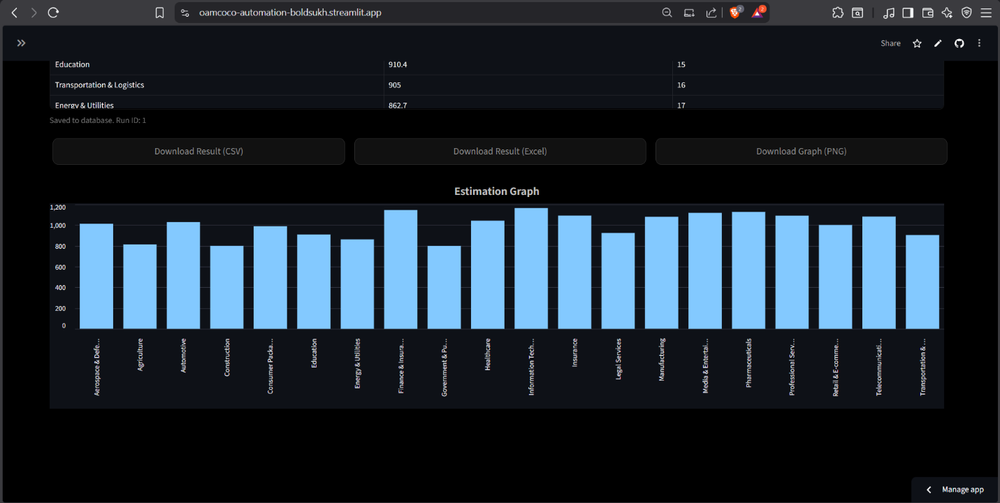 oamcoco-automation-boldsukh.streamlit.app
2
2
Share
Education 910.4 15
Transportation & Logistics 905 16
Energy & Utilities 862.7 17
Saved to database. Run ID: 1
Download Result (CSV) Download Result (Excel) Download Graph (PNG)
Estimation Graph
1,200
1,000
800
600
400
200
0
Aerospace & Defe...
Agriculture
Automotive
Construction
Consumer Packa...
Education
Energy & Utilities
Finance & Insura...
Government & Pu...
Healthcare
Information Tech...
Insurance
Legal Services
Manufacturing
Media & Entertai...
Pharmaceuticals
Professional Serv...
Retail & E-comme...
Telecommunicati...
Transportation & ...
Manage app